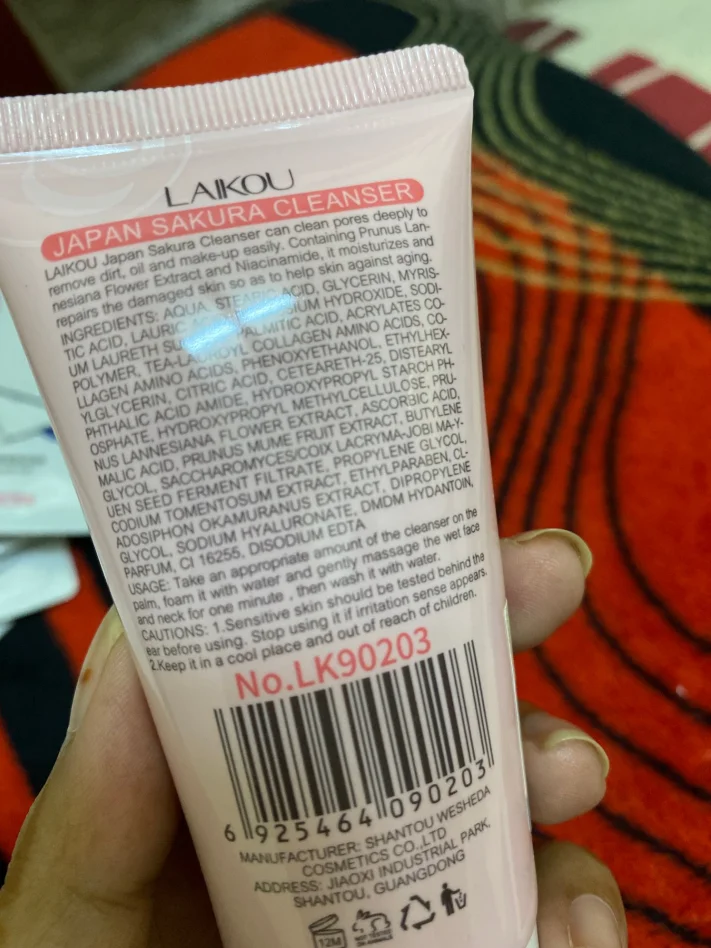 LAIKOU
JAPAN SAKURA CLEANSER
LAIKOU Japan Sakura Cleanser can clean pores deeply to
remove dirt, oil and make-up easily. Containing Prunus Lan-
nesiana Flower Extract and Niacinamide, it moisturizes and
repairs the damaged skin so as to help skin against aging.
INGREDIENTS: AQUA, STEARIC ACID, GLYCERIN, MYRIS-
TIC ACID, LAURIC HYDROXIDE, SODI-
UM LAURETH PALMITIC ACID, ACRYLATES CO-
POLYMER, TEA-LAUROYL COLLAGEN AMINO ACIDS, CO-
LLAGEN AMINO ACIDS, PHENOXYETHANOL, ETHYLHEX-
YLGLYCERIN, CITRIC ACID, CETEARETH-25, DISTEARYL
PHTHALIC ACID AMIDE, HYDROXYPROPYL STARCH PH-
OSPHATE, HYDROXYPROPYL METHYLCELLULOSE, PRU-
NUS LANNESIANA FLOWER EXTRACT, ASCORBIC ACID,
MALIC ACID, PRUNUS MUME FRUIT EXTRACT, BUTYLENE
GLYCOL, SACCHAROMYCES/COIX LACRYMA-JOBI MA-Y-
UEN SEED FERMENT FILTRATE, PROPYLENE GLYCOL,
CODIUM TOMENTOSUM EXTRACT, ETHYLPARABEN, CL-
ADOSIPHON OKAMURANUS EXTRACT, DIPROPYLENE
GLYCOL, SODIUM HYALURONATE, DMDM HYDANTOIN,
PARFUM, CI 16255, DISODIUM EDTA
USAGE: Take an appropriate amount of the cleanser on the
palm, foam it with water and gently massage the wet face
and neck for one minute , then wash it with water.
CAUTIONS: 1.Sensitive skin should be tested behind the
ear before using. Stop using it if irritation sense appears.
2.Keep it in a cool place and out of reach of children.
No.LK90203
6 925464 090203
MANUFACTURER: SHANTOU WESHEDA
COSMETICS CO.,LTD
ADDRESS: JIAOXI INDUSTRIAL PARK,
SHANTOU, GUANGDONG
12M
NOT TESTED
ON ANIMALS